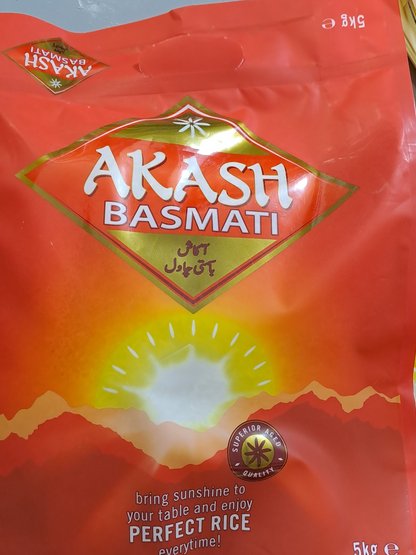 5kg e
AKASH
BASMATI
AKASH
BASMATI
آکاش
باسمتی چاول
SUPERIOR AGED
QUALITY
bring sunshine to
your table and enjoy
PERFECT RICE
everytime!
5kg e